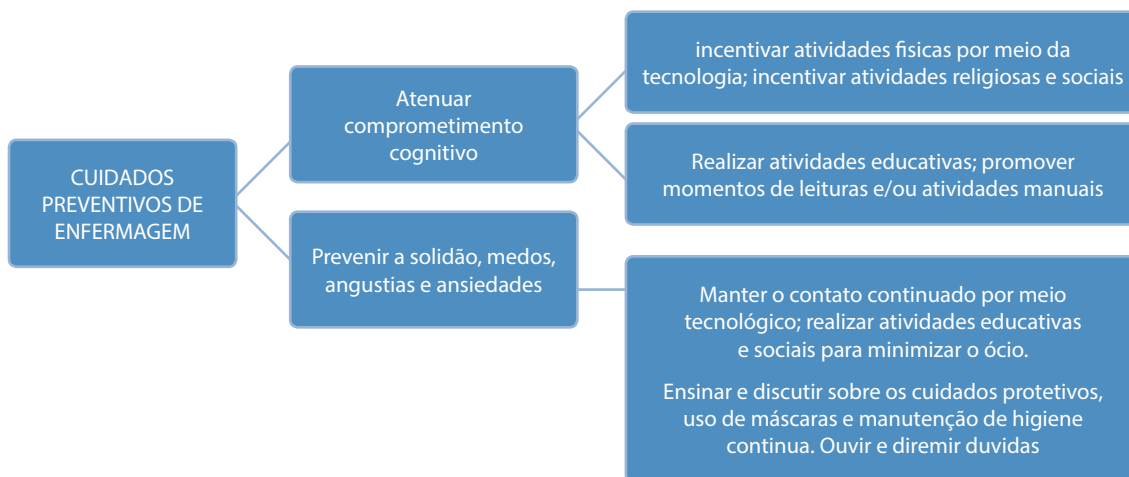 CUIDADOS
PREVENTIVOS DE
ENFERMAGEM
Atenuar
comprometimento
cognitivo
incentivar atividades fisicas por meio da
tecnologia; incentivar atividades religiosas e sociais
Realizar atividades educativas; promover
momentos de leituras e/ou atividades manuais
Prevenir a solidão, medos,
angustias e ansiedades
Manter o contato continuado por meio
tecnológico; realizar atividades educativas
e sociais para minimizar o ócio.
Ensinar e discutir sobre os cuidados protetivos,
uso de máscaras e manutenção de higiene
continua. Ouvir e diremir duvidas